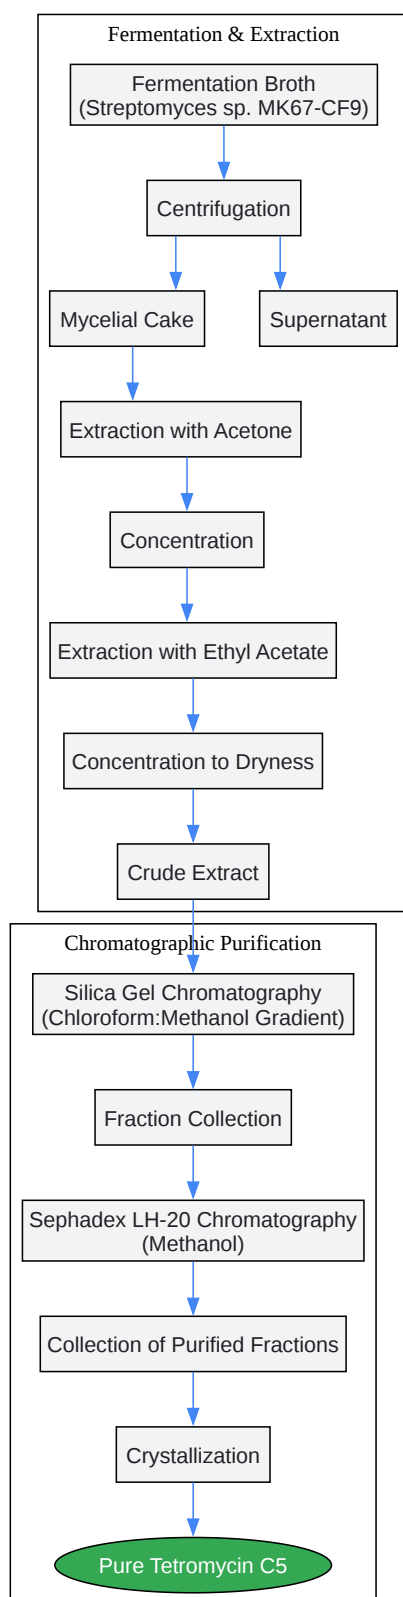 Fermentation & Extraction
Fermentation Broth
(Streptomyces sp. MK67-CF9)
Centrifugation
Mycelial Cake
Supernatant
Extraction with Acetone
Concentration
Extraction with Ethyl Acetate
Concentration to Dryness
Crude Extract
Chromatographic Purification
Silica Gel Chromatography
(Chloroform:Methanol Gradient)
Fraction Collection
Sephadex LH-20 Chromatography
(Methanol)
Collection of Purified Fractions
Crystallization
Pure Tetromycin C5